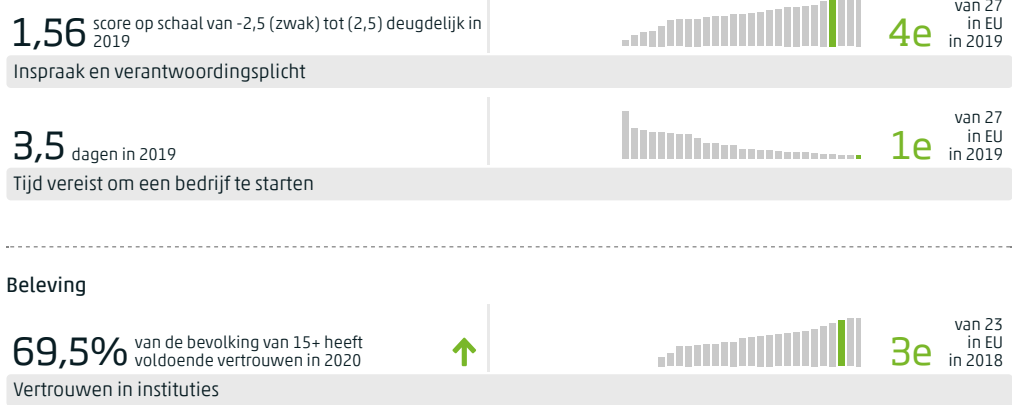 1,56 score op schaal van -2,5 (zwak) tot (2,5) deugdelijk in
2019
4e
van 27
in EU
in 2019
Inspraak en verantwoordingsplicht
3,5 dagen in 2019
1e
van 27
in EU
in 2019
Tijd vereist om een bedrijf te starten
Beleving
69,5% van de bevolking van 15+ heeft
voldoende vertrouwen in 2020
3e
van 23
in EU
in 2018
Vertrouwen in instituties